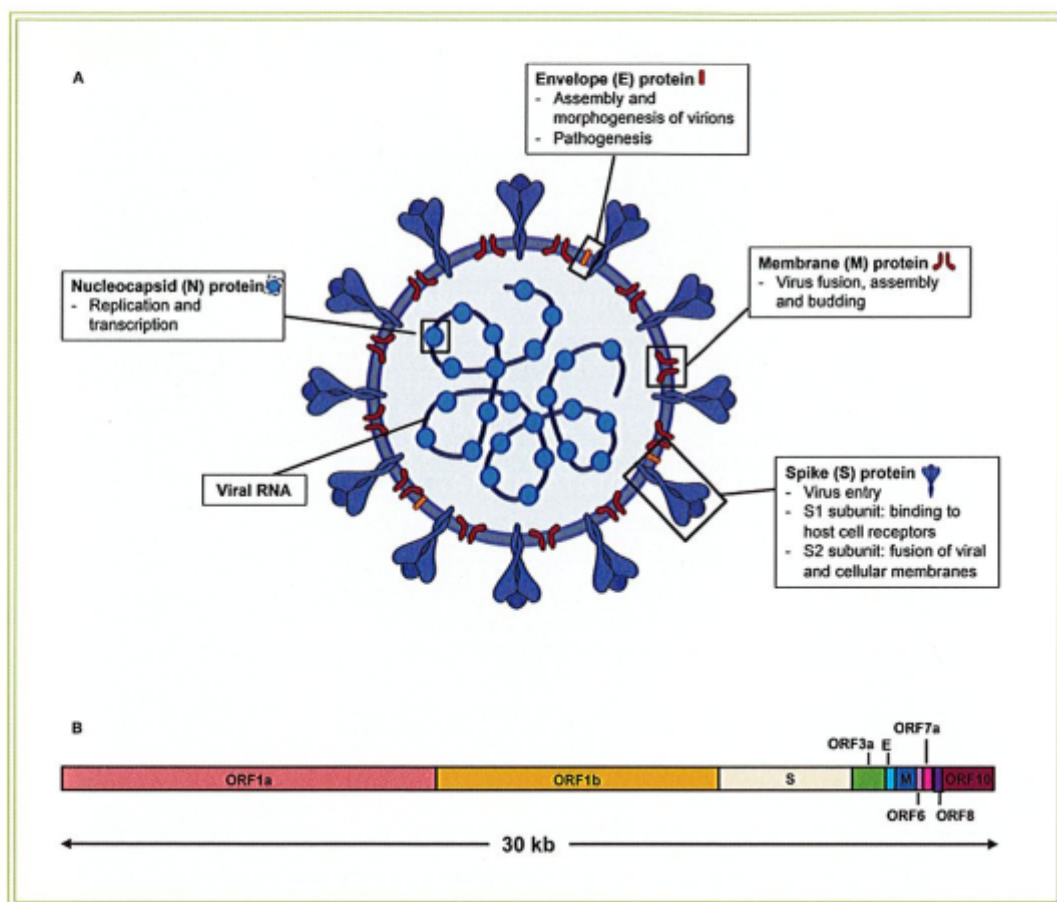 A
Envelope (E) protein
- Assembly and
morphogenesis of virions
- Pathogenesis
Nucleocapsid (N) protein
- Replication and
transcription
Membrane (M) protein
- Virus fusion, assembly
and budding
Viral RNA
Spike (S) protein
- Virus entry
- S1 subunit: binding to
host cell receptors
- S2 subunit: fusion of viral
and cellular membranes
B
ORF7a
ORF3a E
ORF1a ORF1b S M ORF10
ORF6 ORF8
30 kb